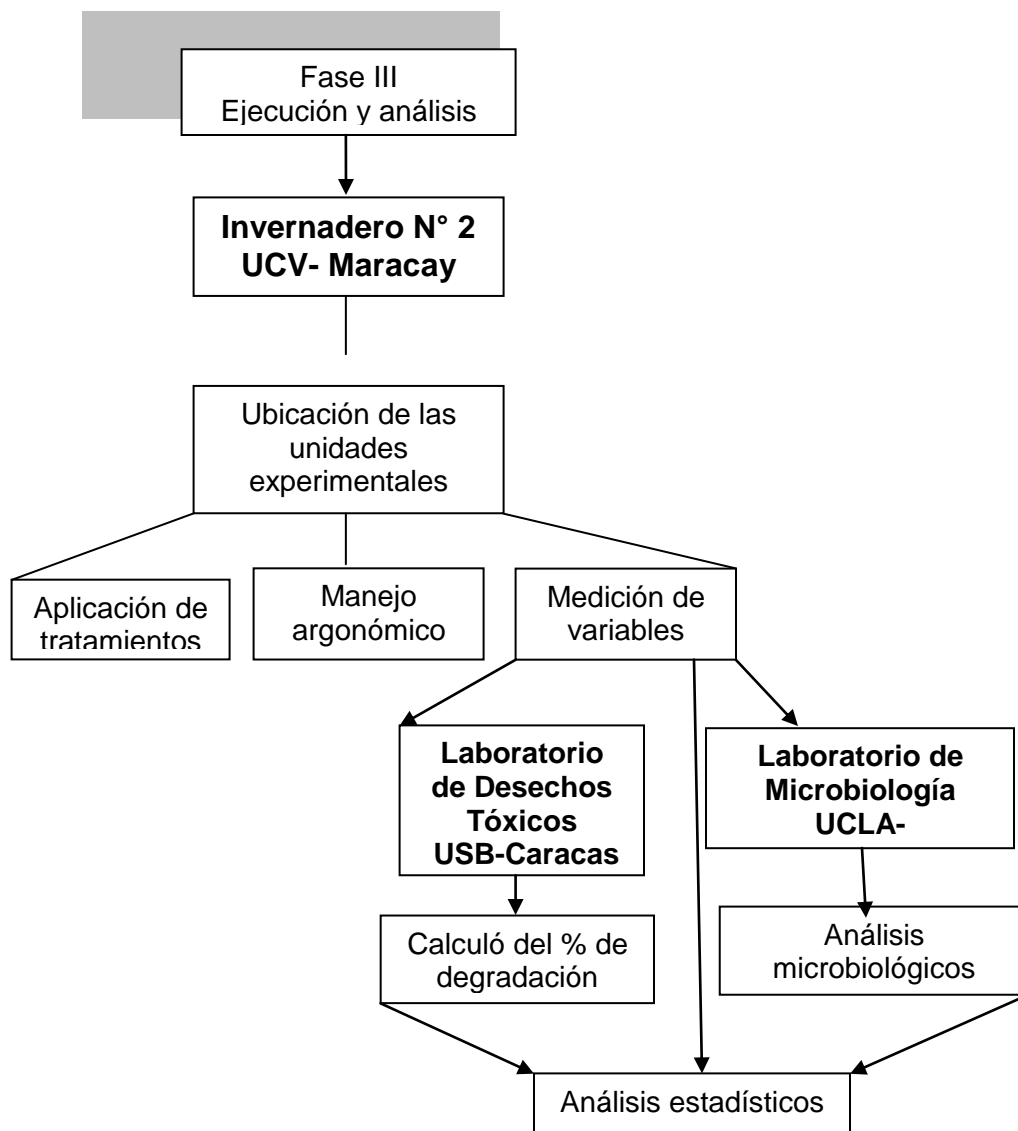 Fase III
Ejecución y análisis
Invernadero N° 2
UCV- Maracay
Ubicación de las
unidades
experimentales
Aplicación de
tratamientos
Manejo
argonómico
Medición de
variables
Laboratorio
de Desechos
Tóxicos
USB-Caracas
Laboratorio de
Microbiología
UCLA-
Calculó del % de
degradación
Análisis
microbiológicos
Análisis estadísticos